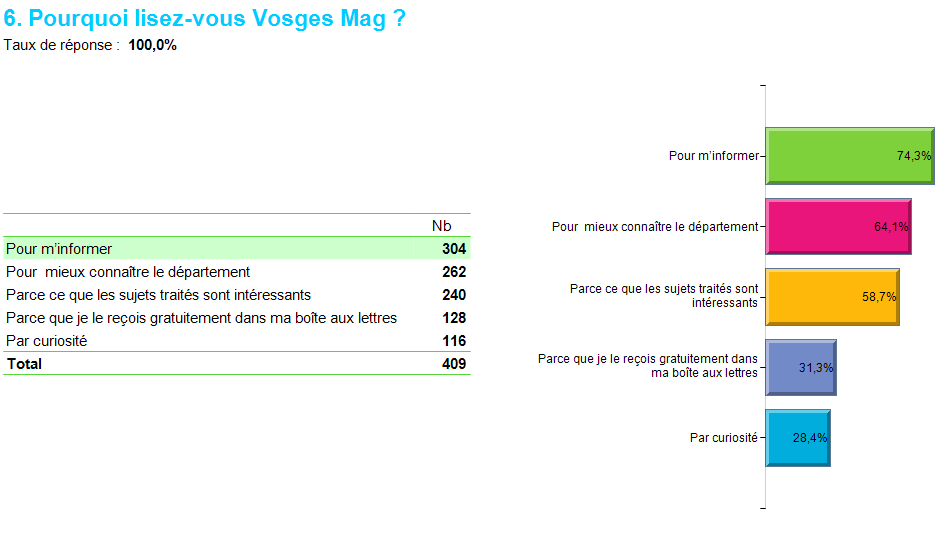 6. Pourquoi lisez-vous Vosges Mag ?
Taux de réponse : 100,0%
Nb
Pour m'informer 304
Pour mieux connaître le département 262
Parce ce que les sujets traités sont intéressants 240
Parce que je le reçois gratuitement dans ma boîte aux lettres 128
Par curiosité 116
Total 409
Pour m'informer 74,3%
Pour mieux connaître le département 64,1%
Parce ce que les sujets traités sont
intéressants 58,7%
Parce que je le reçois gratuitement dans
ma boîte aux lettres 31,3%
Par curiosité 28,4%